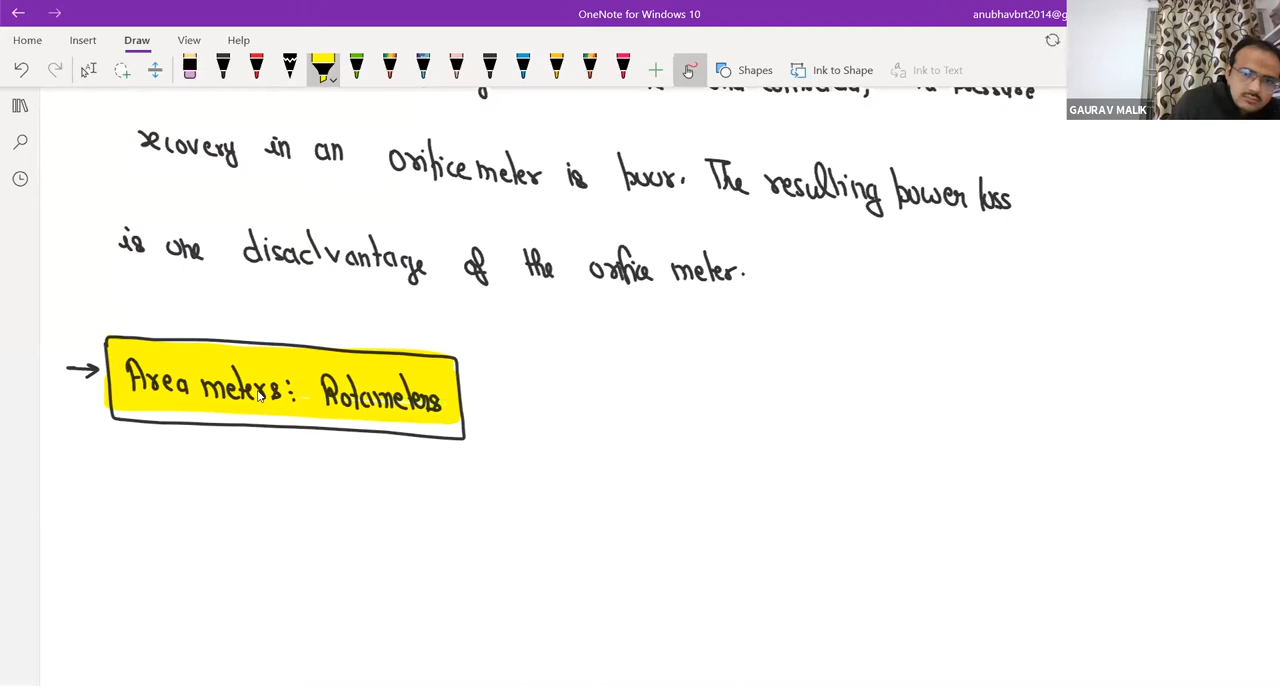 OneNote for Windows 10
anubhavbrt2014@g
Home Insert Draw View Help
Shapes Ink to Shape Ink to Text
GAURAV MALIK
recovery in an orifice meter is poor. The resulting power loss
is one disadvantage of the orifice meter.
→ Area meters: Rotameters